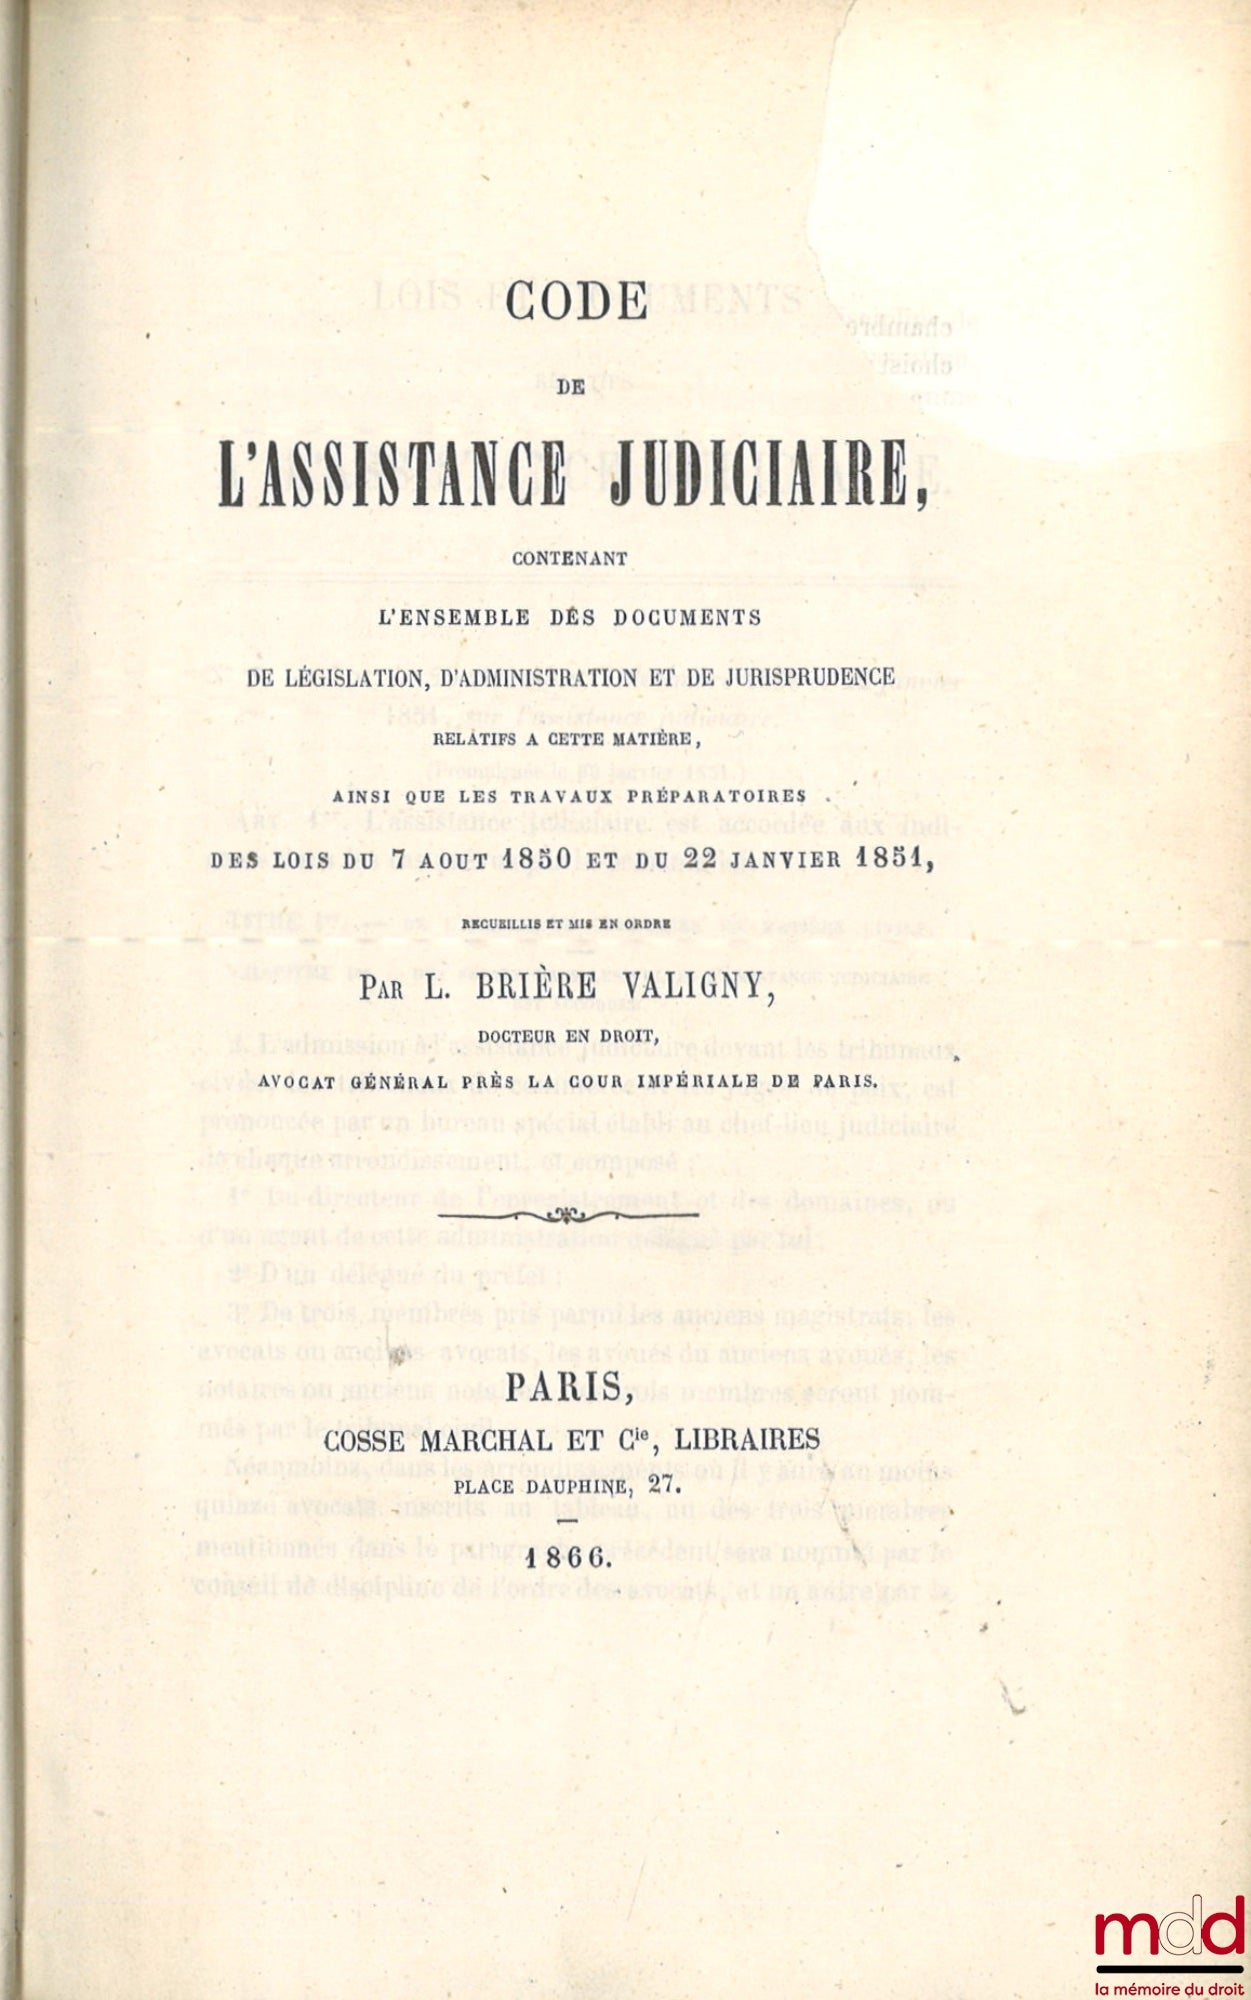 CODE
DE
L'ASSISTANCE JUDICIAIRE,
CONTENANT
L'ENSEMBLE DES DOCUMENTS
DE LÉGISLATION, D'ADMINISTRATION ET DE JURISPRUDENCE
RELATIFS A CETTE MATIÈRE,
AINSI QUE LES TRAVAUX PRÉPARATOIRES
DES LOIS DU 7 AOUT 1850 ET DU 22 JANVIER 1851,
RECUEILLIS ET MIS EN ORDRE
PAR L. BRIÈRE VALIGNY,
DOCTEUR EN DROIT,
AVOCAT GÉNÉRAL PRÈS LA COUR IMPÉRIALE DE PARIS.
PARIS,
COSSE MARCHAL ET Cie, LIBRAIRES
PLACE DAUPHINE, 27.
1866.
mdd
la mémoire du droit